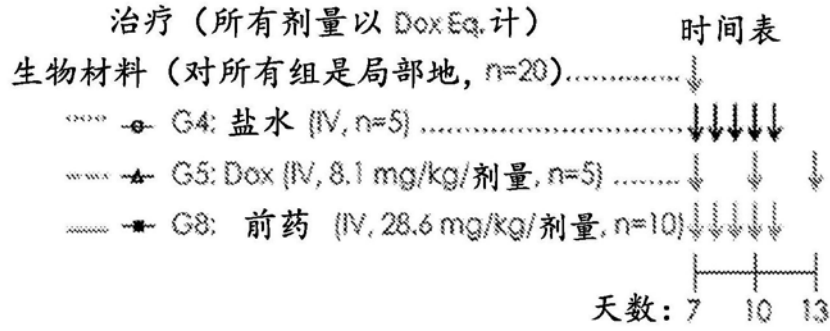 治疗（所有剂量以 Dox Eq. 计） 时间表
生物材料（对所有组是局部地, n=20)
G4: 盐水 (IV, n=5)
G5: Dox (IV, 8.1 mg/kg/剂量, n=5)
G8: 前药 (IV, 28.6 mg/kg/剂量, n=10)
天数: 7 10 13